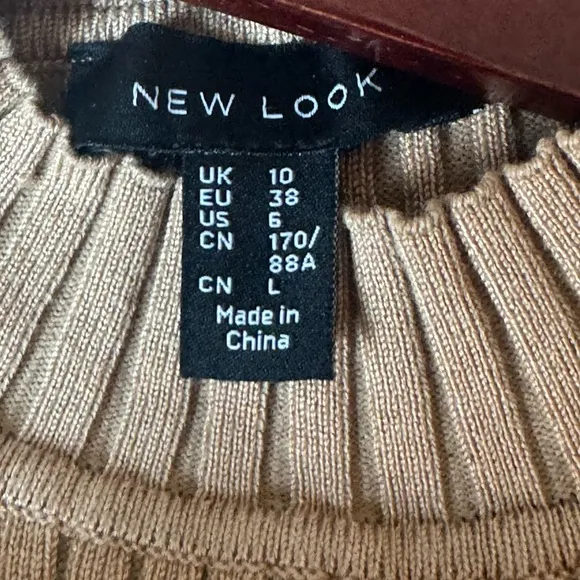 NEW LOOK
UK 10
EU 38
US 6
CN 170/
88A
CN L
Made in
China